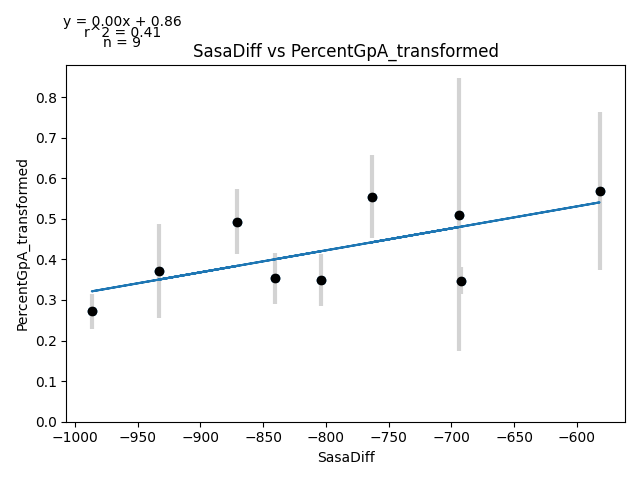 y = 0.00x + 0.86
r^2 = 0.41
n = 9
SasaDiff vs PercentGpA_transformed
PercentGpA_transformed
0.8
0.7
0.6
0.5
0.4
0.3
0.2
0.1
0.0
−1000 −950 −900 −850 −800 −750 −700 −650 −600
SasaDiff